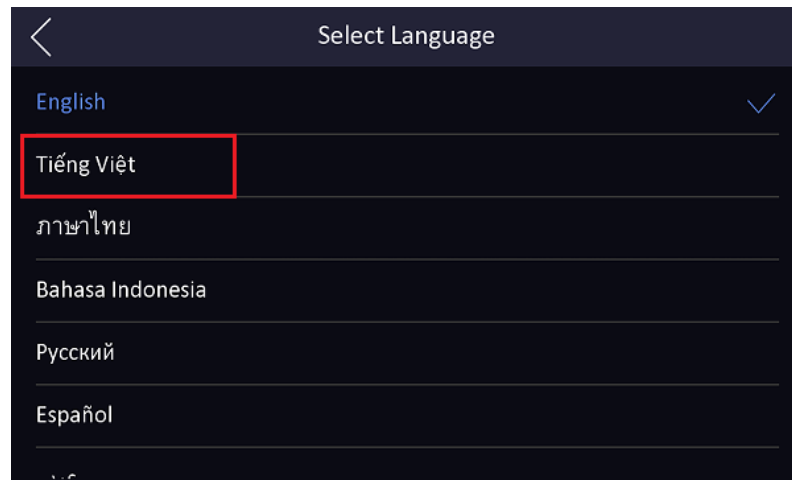 Select Language
English
Tiếng Việt
ภาษาไทย
Bahasa Indonesia
Русский
Español